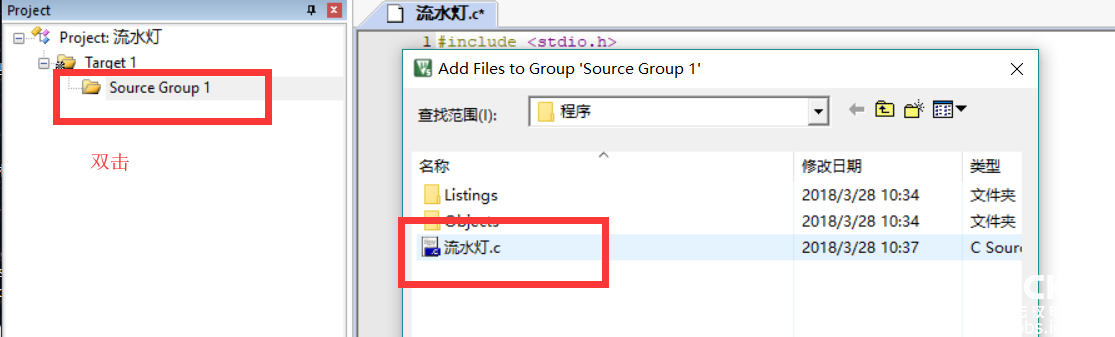 Project
Project: 流水灯
Target 1
Source Group 1
双击
流水灯.c*
1 #include <stdio.h>
Add Files to Group 'Source Group 1'
查找范围(I):
程序
名称 修改日期 类型
Listings 2018/3/28 10:34 文件夹
Objects 2018/3/28 10:34 文件夹
流水灯.c 2018/3/28 10:37 C Sour